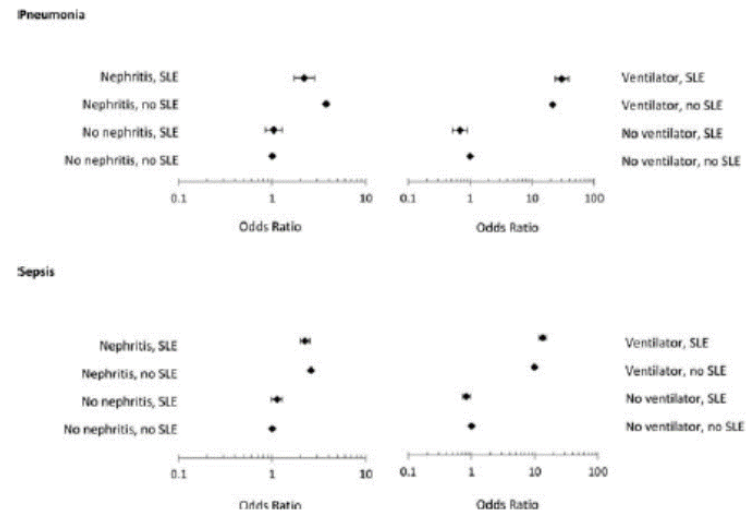 Pneumonia
Nephritis, SLE
Nephritis, no SLE
No nephritis, SLE
No nephritis, no SLE
0.1 1 10
Odds Ratio
Ventilator, SLE
Ventilator, no SLE
No ventilator, SLE
No ventilator, no SLE
0.1 1 10 100
Odds Ratio
Sepsis
Nephritis, SLE
Nephritis, no SLE
No nephritis, SLE
No nephritis, no SLE
0.1 1 10
Odds Ratio
Ventilator, SLE
Ventilator, no SLE
No ventilator, SLE
No ventilator, no SLE
0.1 1 10 100
Odds Ratio